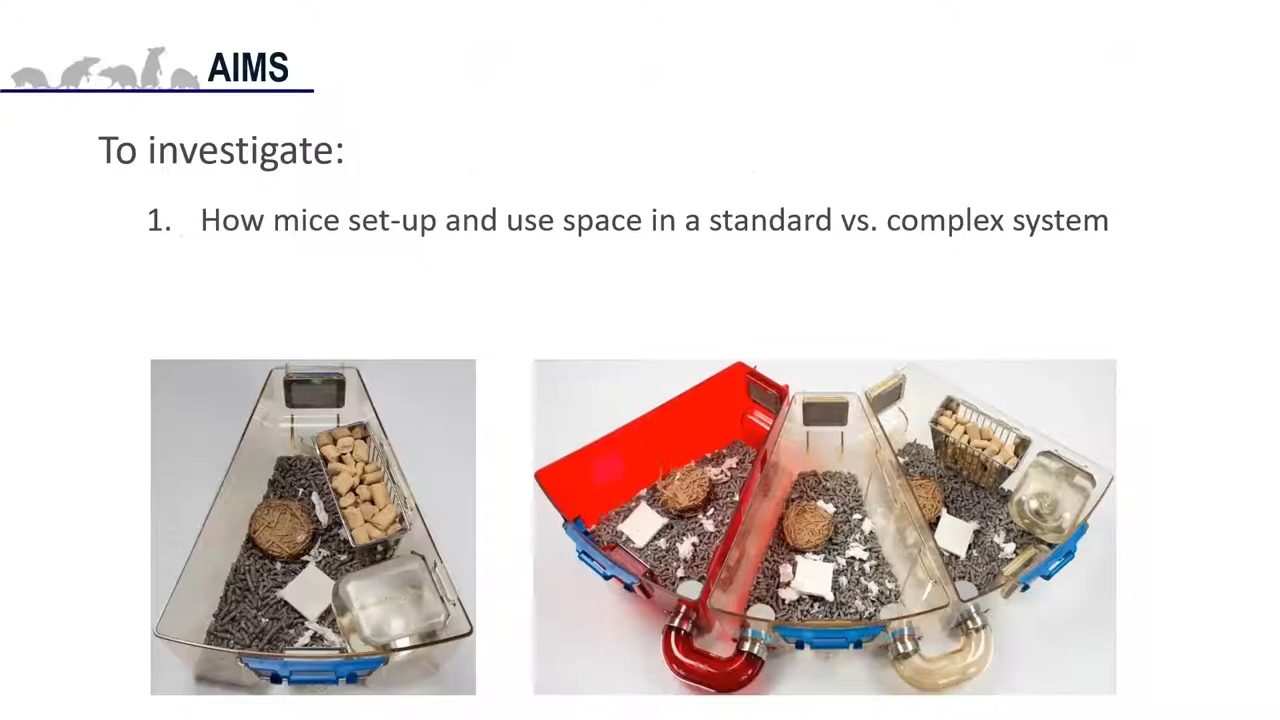 AIMS
To investigate:
1. How mice set-up and use space in a standard vs. complex system